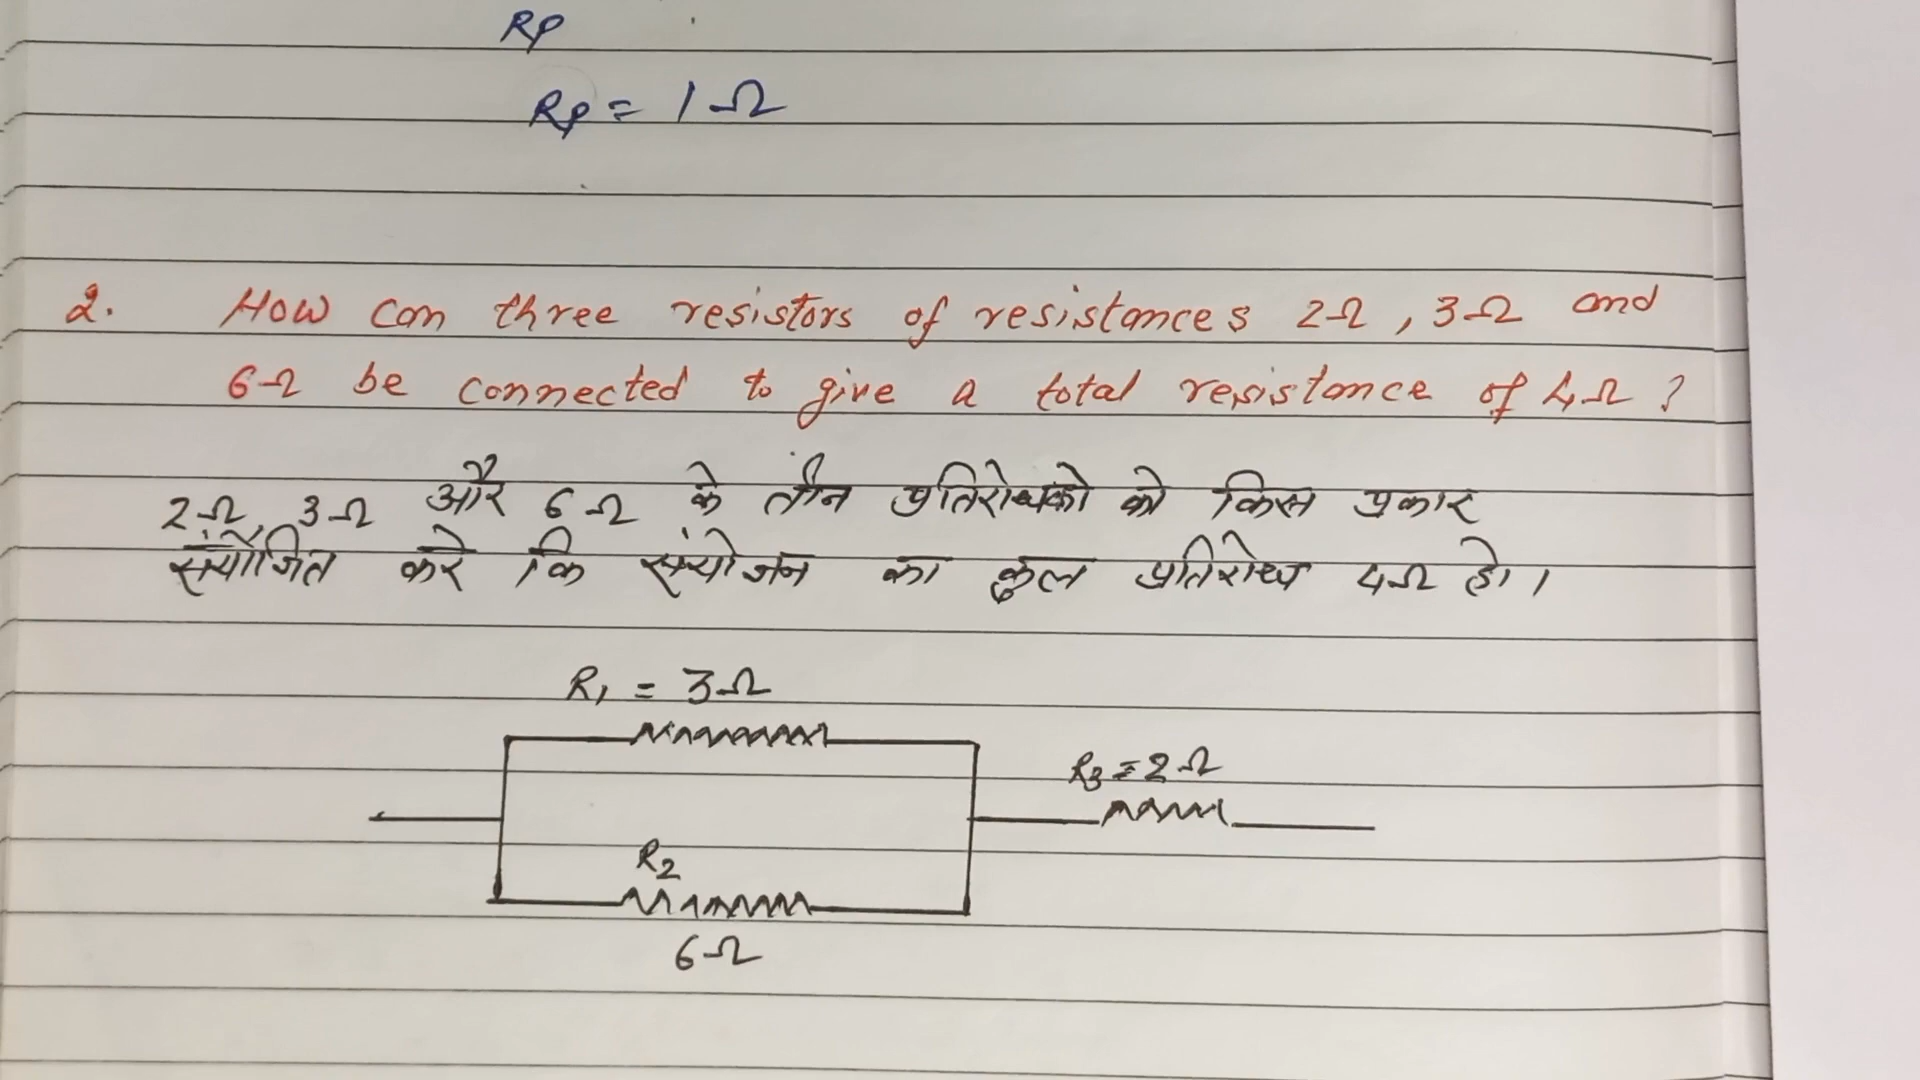 Rp
Rp = 1Ω
2. How can three resistors of resistances 2Ω, 3Ω and
6Ω be connected to give a total resistance of 4Ω?
2Ω, 3Ω और 6Ω के तीन प्रतिरोधको को किस प्रकार
संयोजित करे कि संयोजन का कुल प्रतिरोध 4Ω हो।
R₁ = 3Ω
R₃ = 2Ω
R₂
6Ω